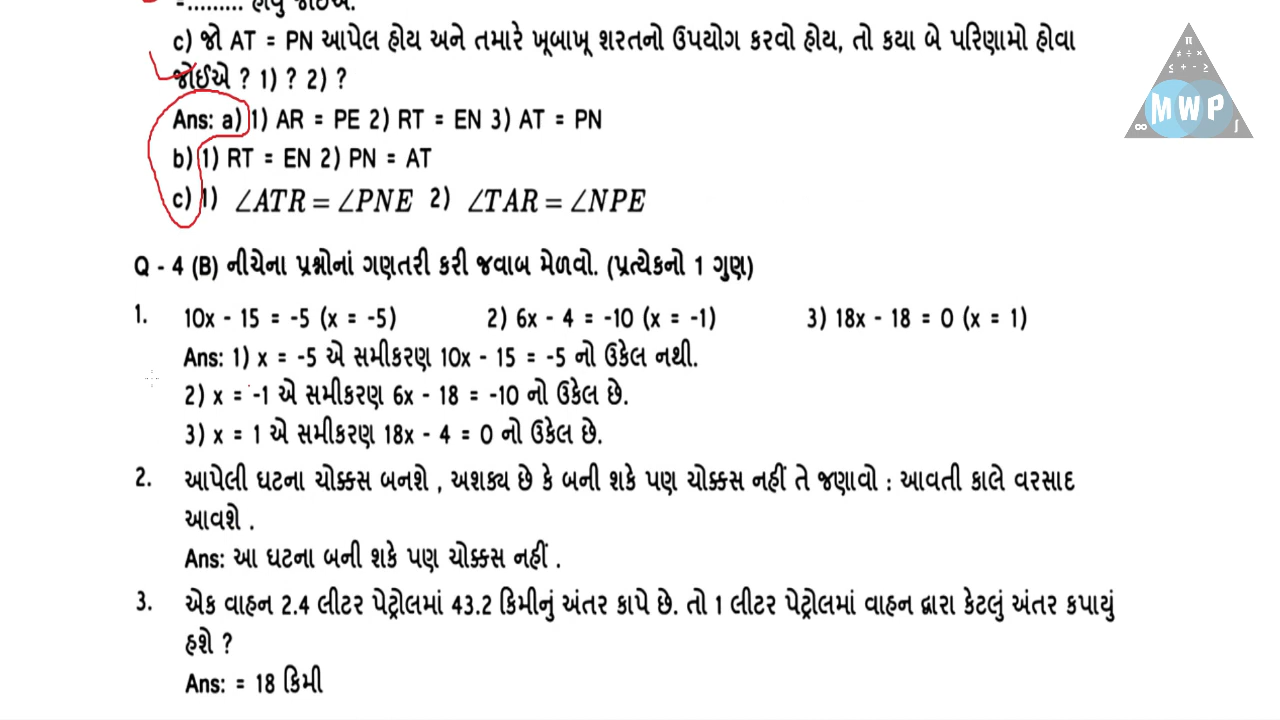 =......... હોવું જોઈએ.
c) જો AT = PN આપેલ હોય અને તમારે ખૂબાખૂ શરતનો ઉપયોગ કરવો હોય, તો કયા બે પરિણામો હોવા
જોઈએ ? 1) ? 2) ?
Ans: a) 1) AR = PE 2) RT = EN 3) AT = PN
b) 1) RT = EN 2) PN = AT
c) 1) ∠ATR = ∠PNE 2) ∠TAR = ∠NPE
Q - 4 (B) નીચેના પ્રશ્નોનાં ગણતરી કરી જવાબ મેળવો. (પ્રત્યેકનો 1 ગુણ)
1. 10x - 15 = -5 (x = -5) 2) 6x - 4 = -10 (x = -1) 3) 18x - 18 = 0 (x = 1)
Ans: 1) x = -5 એ સમીકરણ 10x - 15 = -5 નો ઉકેલ નથી.
2) x = -1 એ સમીકરણ 6x - 18 = -10 નો ઉકેલ છે.
3) x = 1 એ સમીકરણ 18x - 4 = 0 નો ઉકેલ છે.
2. આપેલી ઘટના ચોક્કસ બનશે , અશક્ય છે કે બની શકે પણ ચોક્કસ નહીં તે જણાવો : આવતી કાલે વરસાદ
આવશે .
Ans: આ ઘટના બની શકે પણ ચોક્કસ નહીં .
3. એક વાહન 2.4 લીટર પેટ્રોલમાં 43.2 કિમીનું અંતર કાપે છે. તો 1 લીટર પેટ્રોલમાં વાહન દ્વારા કેટલું અંતર કપાયું
હશે ?
Ans: = 18 કિમી
π
≠ ÷ ×
≤ + - ≥
MWP
∞ ∫